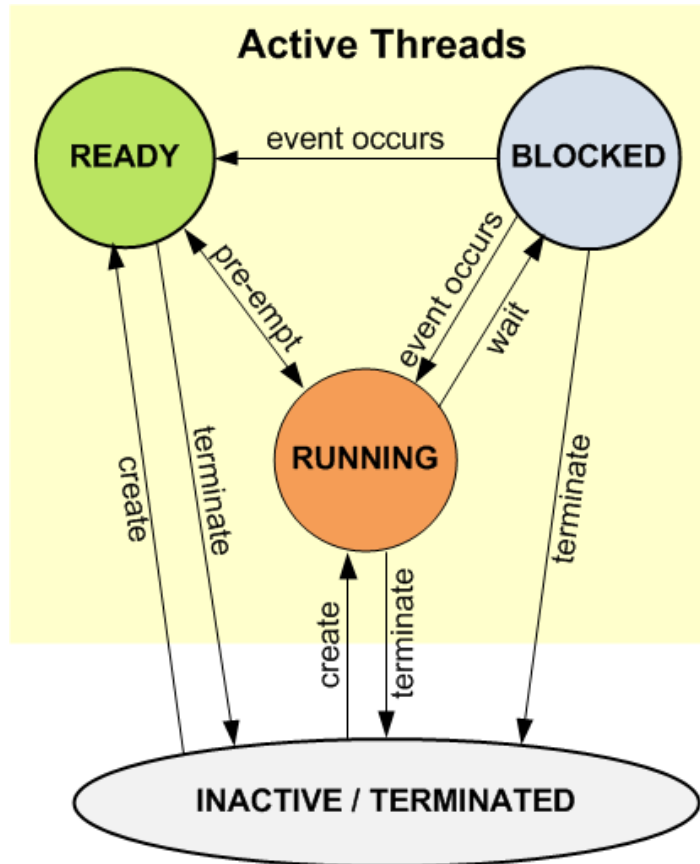 Active Threads
READY
event occurs
BLOCKED
pre-empt
event occurs
wait
RUNNING
create
terminate
create
terminate
terminate
INACTIVE / TERMINATED